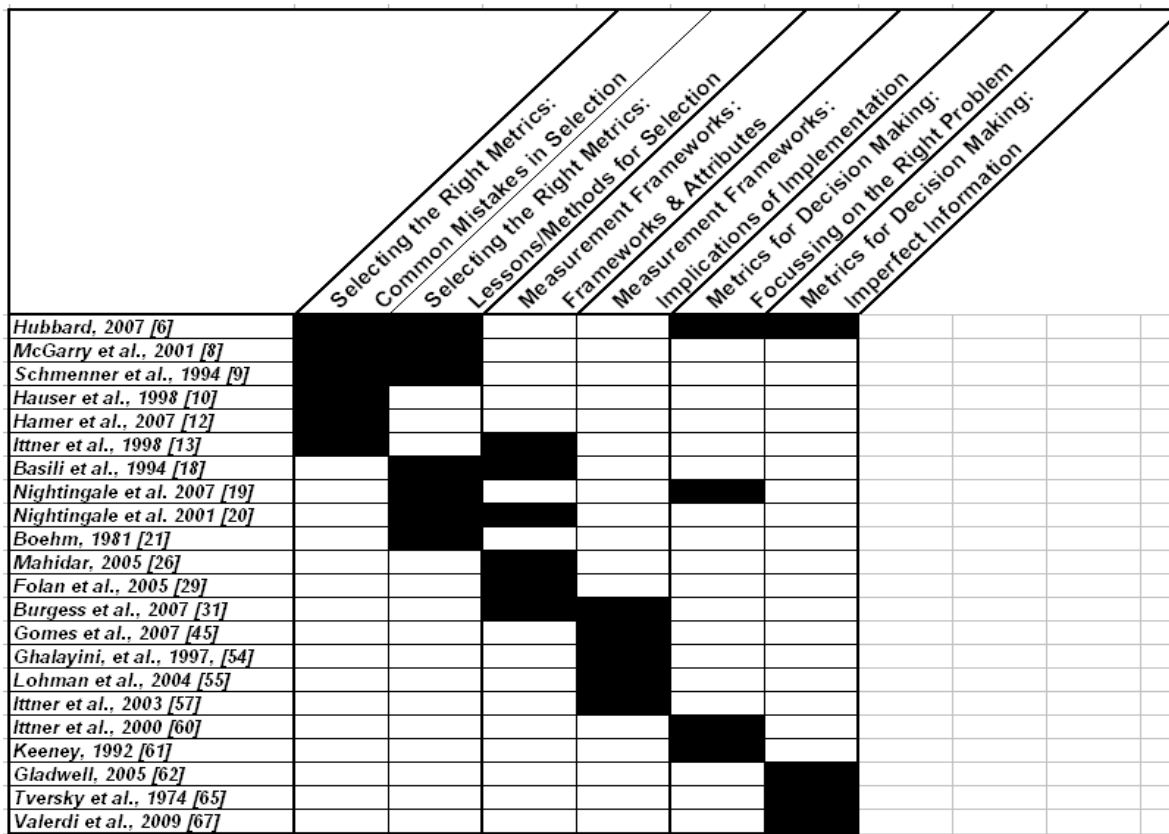 Selecting the Right Metrics:
Common Mistakes in Selection
Selecting the Right Metrics:
Lessons/Methods for Selection
Measurement Frameworks:
Frameworks & Attributes
Measurement Frameworks:
Implications of Implementation
Metrics for Decision Making:
Focussing on the Right Problem
Metrics for Decision Making:
Imperfect Information
Hubbard, 2007 [6]
McGarry et al., 2001 [8]
Schmenner et al., 1994 [9]
Hauser et al., 1998 [10]
Hamer et al., 2007 [12]
Ittner et al., 1998 [13]
Basili et al., 1994 [18]
Nightingale et al. 2007 [19]
Nightingale et al. 2001 [20]
Boehm, 1981 [21]
Mahidar, 2005 [26]
Folan et al., 2005 [29]
Burgess et al., 2007 [31]
Gomes et al., 2007 [45]
Ghalayini, et al., 1997, [54]
Lohman et al., 2004 [55]
Ittner et al., 2003 [57]
Ittner et al., 2000 [60]
Keeney, 1992 [61]
Gladwell, 2005 [62]
Tversky et al., 1974 [65]
Valerdi et al., 2009 [67]